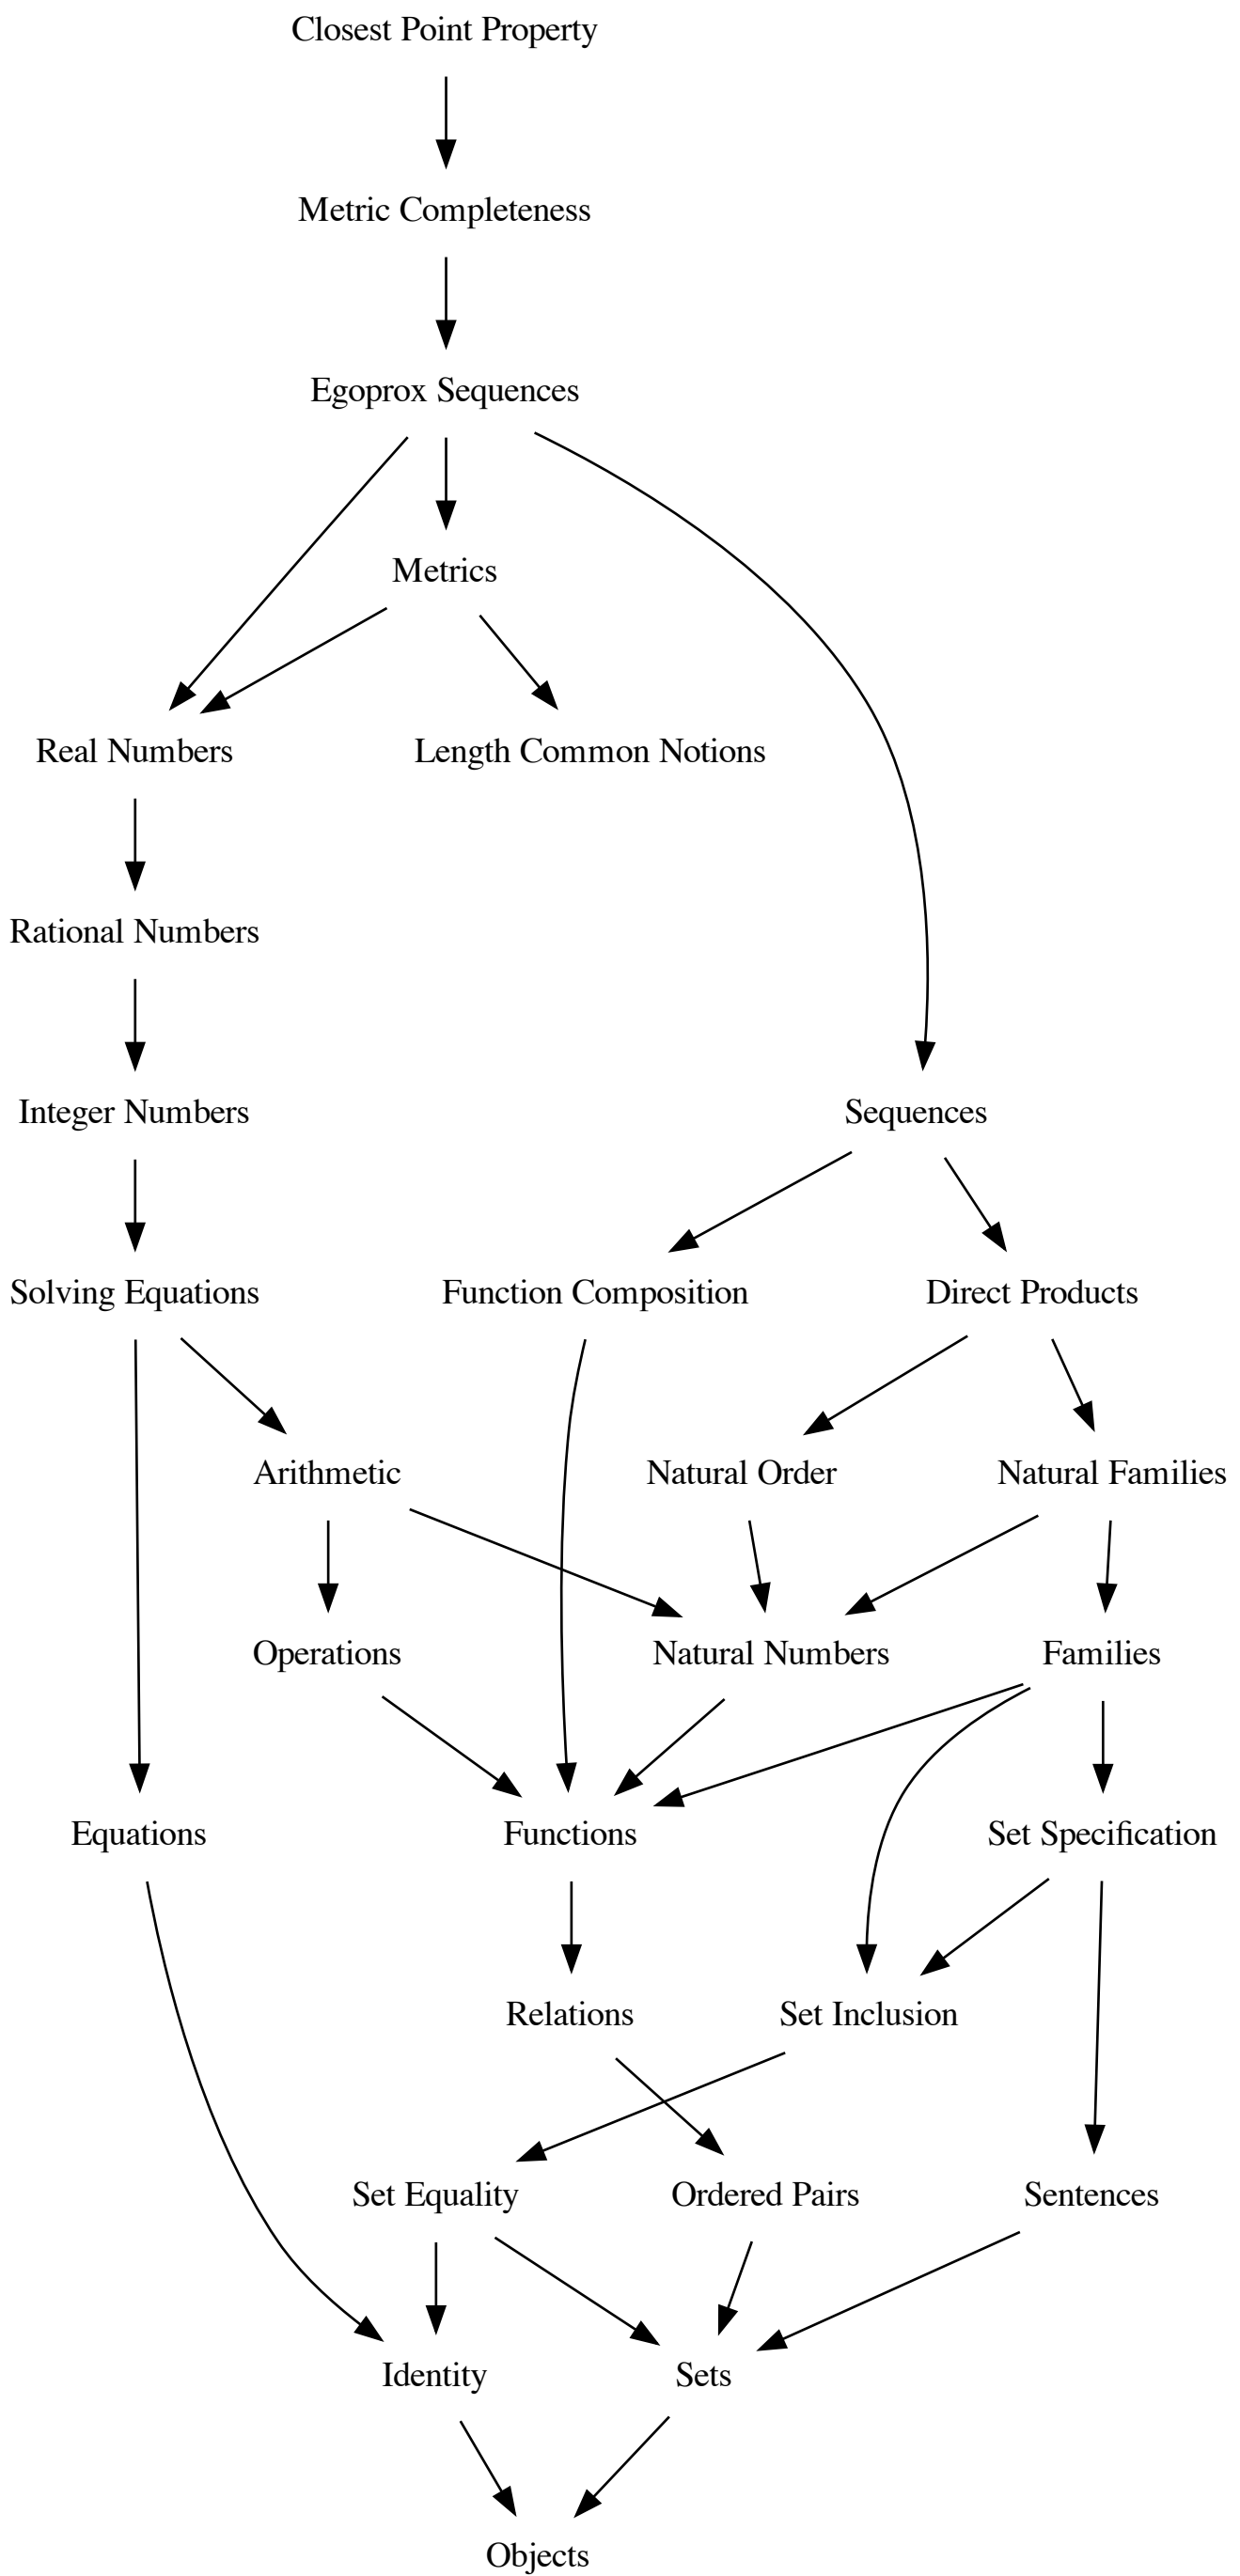 Closest Point Property
Metric Completeness
Egoprox Sequences
Metrics
Real Numbers
Length Common Notions
Rational Numbers
Integer Numbers
Sequences
Solving Equations
Function Composition
Direct Products
Arithmetic
Natural Order
Natural Families
Operations
Natural Numbers
Families
Equations
Functions
Set Specification
Relations
Set Inclusion
Set Equality
Ordered Pairs
Sentences
Identity
Sets
Objects